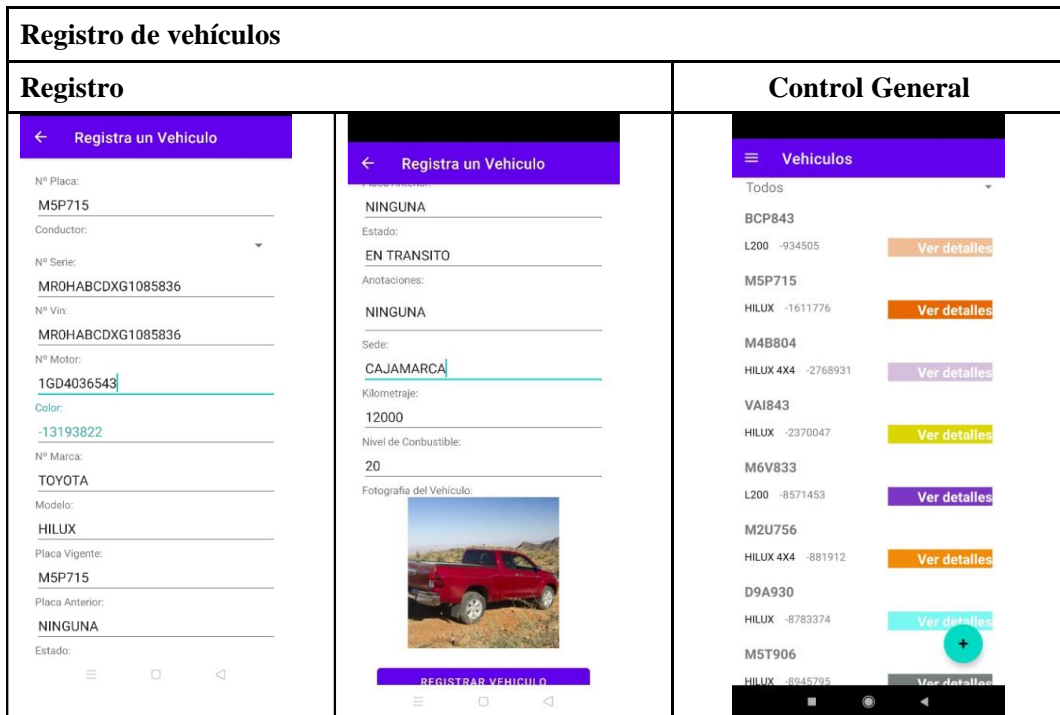 Registro de vehículos
Registro
Control General
Registra un Vehiculo
Nº Placa:
M5P715
Conductor:
Nº Serie:
MR0HABCDXG1085836
Nº Vin:
MR0HABCDXG1085836
Nº Motor:
1GD4036543
Color:
-13193822
Nº Marca:
TOYOTA
Modelo:
HILUX
Placa Vigente:
M5P715
Placa Anterior:
NINGUNA
Estado:
Registra un Vehiculo
Placa Anterior:
NINGUNA
Estado:
EN TRANSITO
Anotaciones:
NINGUNA
Sede:
CAJAMARCA
Kilometraje:
12000
Nivel de Conbustible:
20
Fotografia del Vehículo:
REGISTRAR VEHICULO
Vehiculos
Todos
BCP843
L200 -934505 Ver detalles
M5P715
HILUX -1611776 Ver detalles
M4B804
HILUX 4X4 -2768931 Ver detalles
VAI843
HILUX -2370047 Ver detalles
M6V833
L200 -8571453 Ver detalles
M2U756
HILUX 4X4 -881912 Ver detalles
D9A930
HILUX -8783374 Ver detalles
+
M5T906
HILUX -8945795 Ver detalles